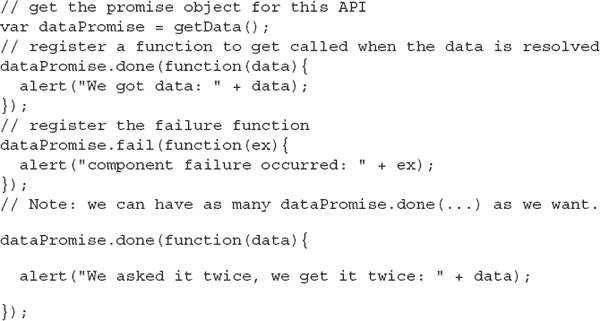 // get the promise object for this API
var dataPromise = getData();
// register a function to get called when the data is resolved
dataPromise.done(function(data){
  alert("We got data: " + data);
});
// register the failure function
dataPromise.fail(function(ex){
  alert("component failure occurred: " + ex);
});
// Note: we can have as many dataPromise.done(...) as we want.
dataPromise.done(function(data){
  alert("We asked it twice, we get it twice: " + data);
});